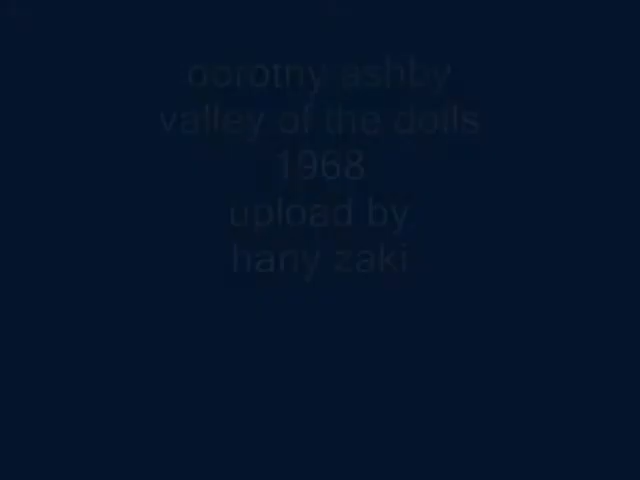 dorothy ashby
valley of the dolls
1968
upload by
hany zaki